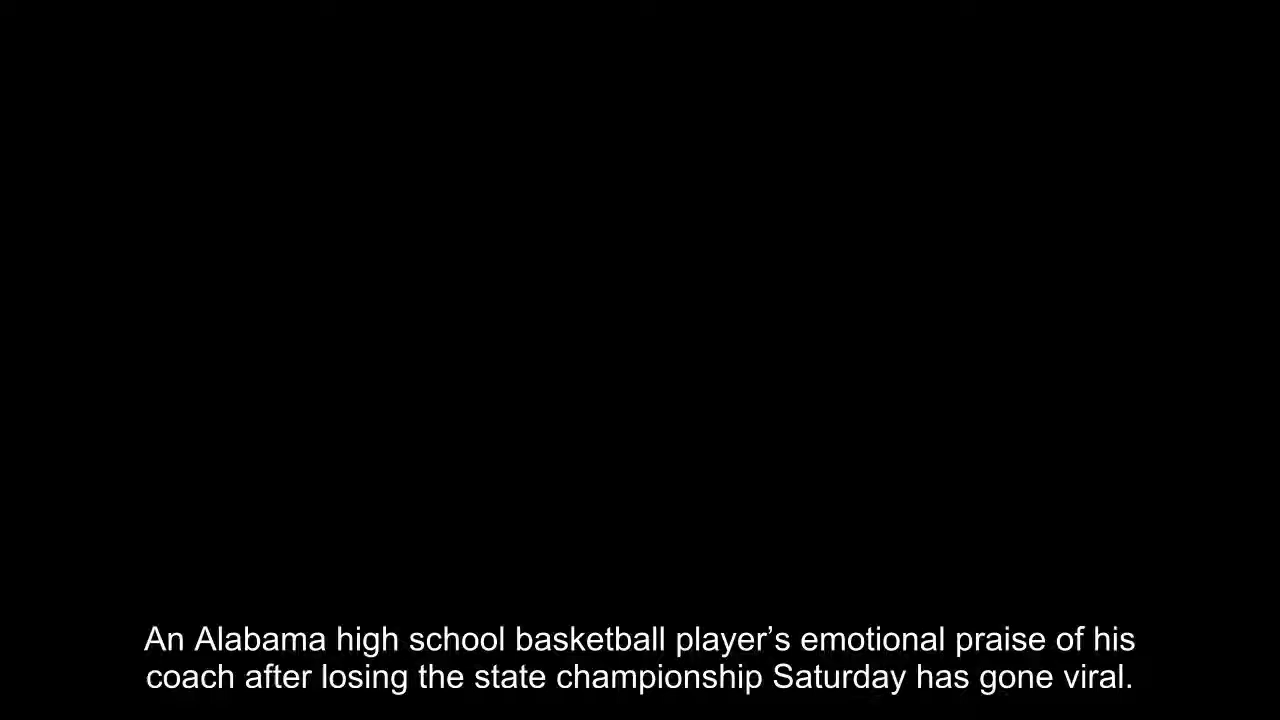 An Alabama high school basketball player’s emotional praise of his
coach after losing the state championship Saturday has gone viral.